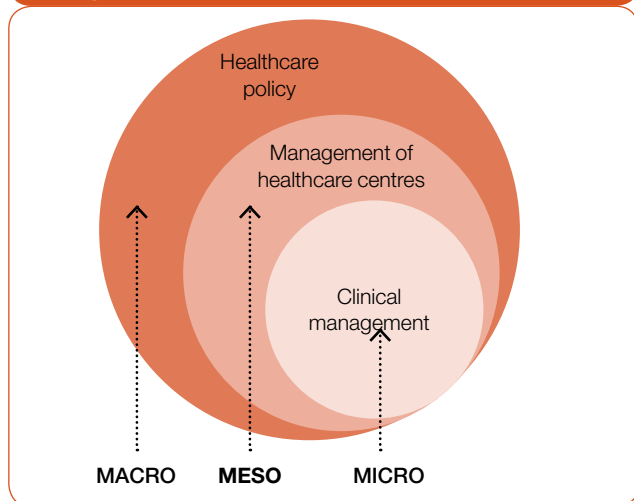 Healthcare
policy
Management of
healthcare centres
Clinical
management
MACRO MESO MICRO